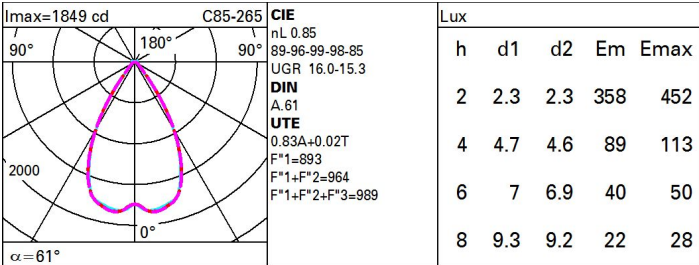 Imax=1849 cd C85-265
90° 180° 90°
2000
0°
α=61°
CIE
nL 0.85
89-96-99-98-85
UGR 16.0-15.3
DIN
A.61
UTE
0.83A+0.02T
F"1=893
F"1+F"2=964
F"1+F"2+F"3=989
Lux
h d1 d2 Em Emax
2 2.3 2.3 358 452
4 4.7 4.6 89 113
6 7 6.9 40 50
8 9.3 9.2 22 28